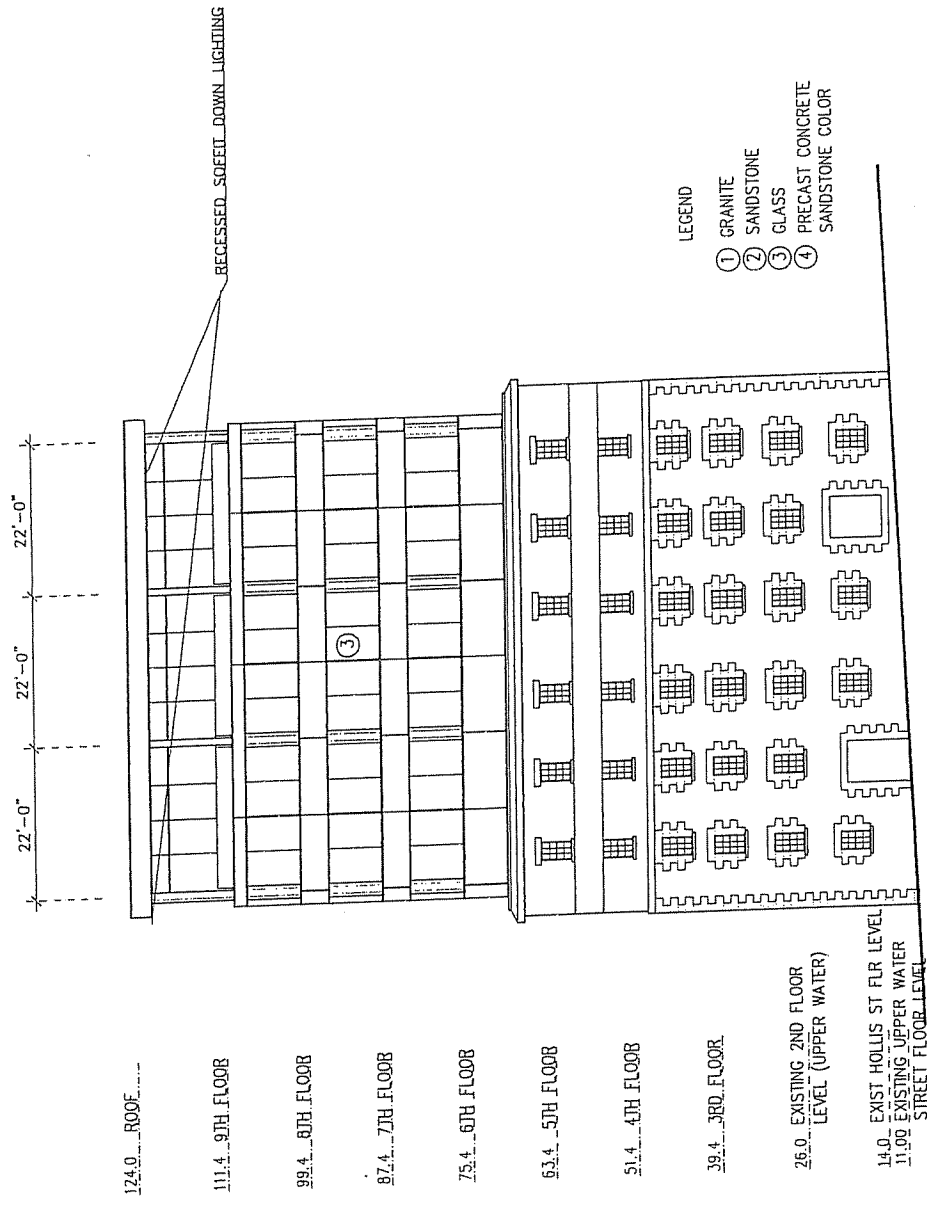 22'-0"
22'-0"
22'-0"
RECESSED SOFFIT DOWN LIGHTING
124.0 ROOF
111.4 9TH FLOOR
99.4 8TH FLOOR
87.4 7TH FLOOR
75.4 6TH FLOOR
63.4 5TH FLOOR
51.4 4TH FLOOR
39.4 3RD FLOOR
26.0 EXISTING 2ND FLOOR
LEVEL (UPPER WATER)
14.0 EXIST HOLLIS ST FLR LEVEL
11.00 EXISTING UPPER WATER
STREET FLOOR LEVEL
3
LEGEND
1 GRANITE
2 SANDSTONE
3 GLASS
4 PRECAST CONCRETE
SANDSTONE COLOR